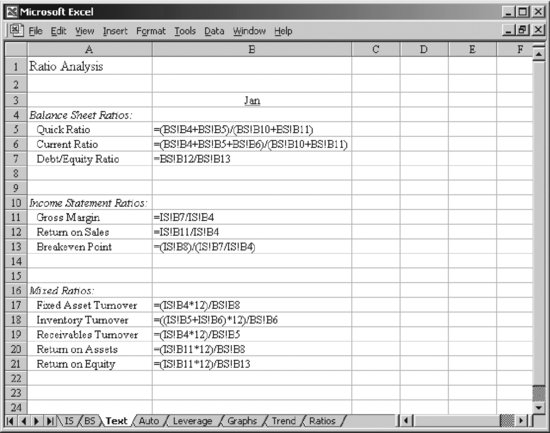 Microsoft Excel
File Edit View Insert Format Tools Data Window Help
A B C D E F
1 Ratio Analysis
2
3 Jan
4 Balance Sheet Ratios:
5 Quick Ratio =(BS!B4+BS!B5)/(BS!B10+BS!B11)
6 Current Ratio =(BS!B4+BS!B5+BS!B6)/(BS!B10+BS!B11)
7 Debt/Equity Ratio =BS!B12/BS!B13
8
9
10 Income Statement Ratios:
11 Gross Margin =IS!B7/IS!B4
12 Return on Sales =IS!B11/IS!B4
13 Breakeven Point =(IS!B8)/(IS!B7/IS!B4)
14
15
16 Mixed Ratios:
17 Fixed Asset Turnover =(IS!B4*12)/BS!B8
18 Inventory Turnover =((IS!B5+IS!B6)*12)/BS!B6
19 Receivables Turnover =(IS!B4*12)/BS!B5
20 Return on Assets =(IS!B11*12)/BS!B8
21 Return on Equity =(IS!B11*12)/BS!B13
22
23
24
IS BS Text Auto Leverage Graphs Trend Ratios